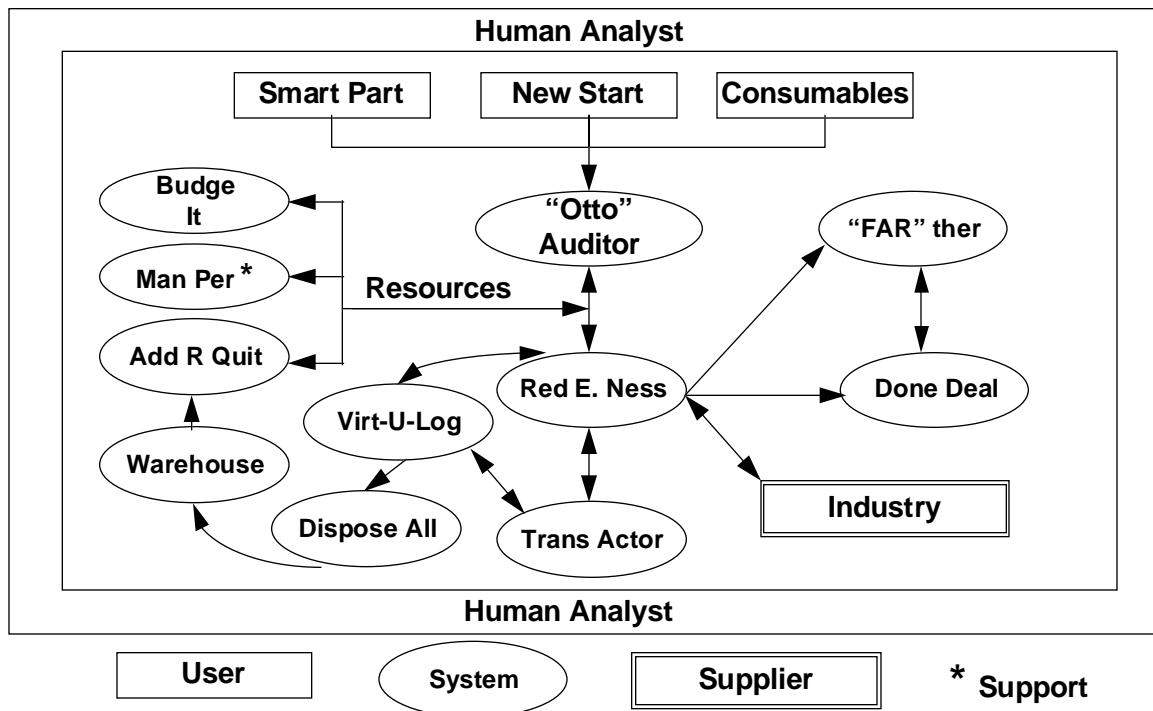 Human Analyst
Smart Part
New Start
Consumables
Budge
It
“Otto”
Auditor
“FAR” ther
Man Per *
Resources
Add R Quit
Red E. Ness
Done Deal
Virt-U-Log
Warehouse
Industry
Dispose All
Trans Actor
Human Analyst
User
System
Supplier
* Support